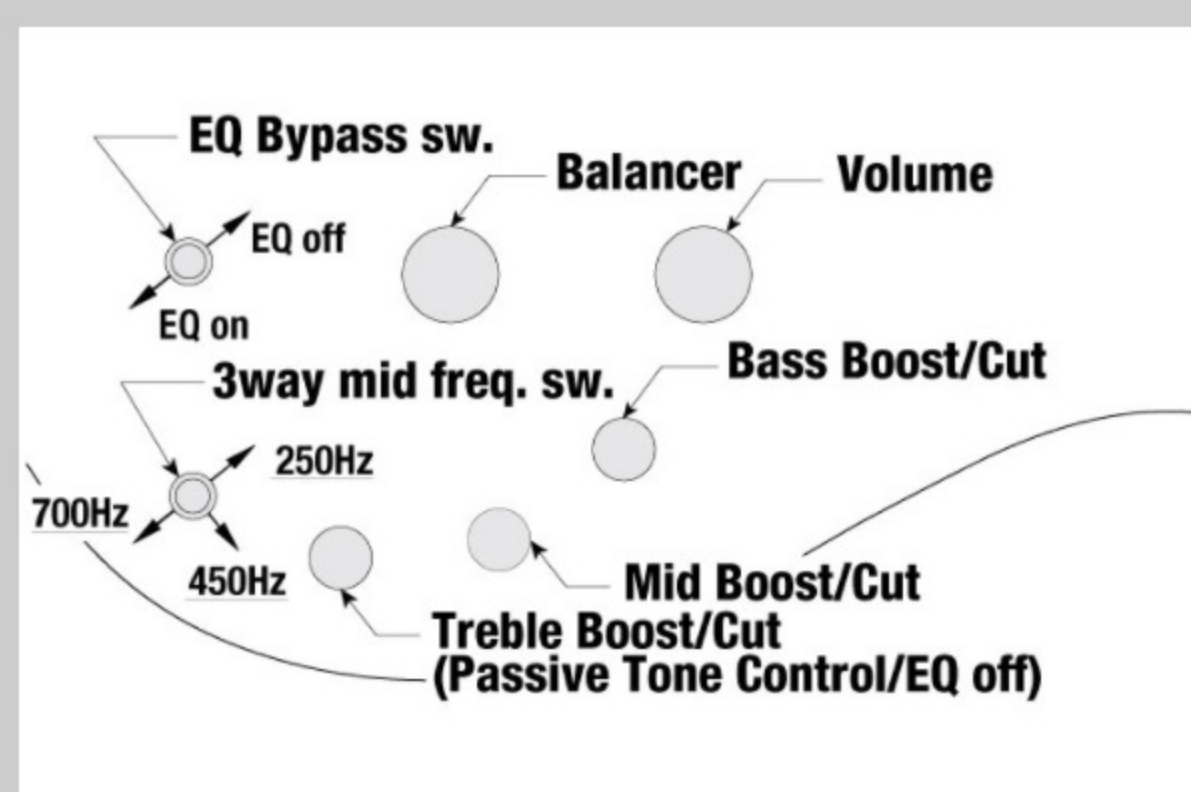 EQ Bypass sw.
Balancer
Volume
EQ off
EQ on
3way mid freq. sw.
Bass Boost/Cut
250Hz
700Hz
450Hz
Mid Boost/Cut
Treble Boost/Cut
(Passive Tone Control/EQ off)